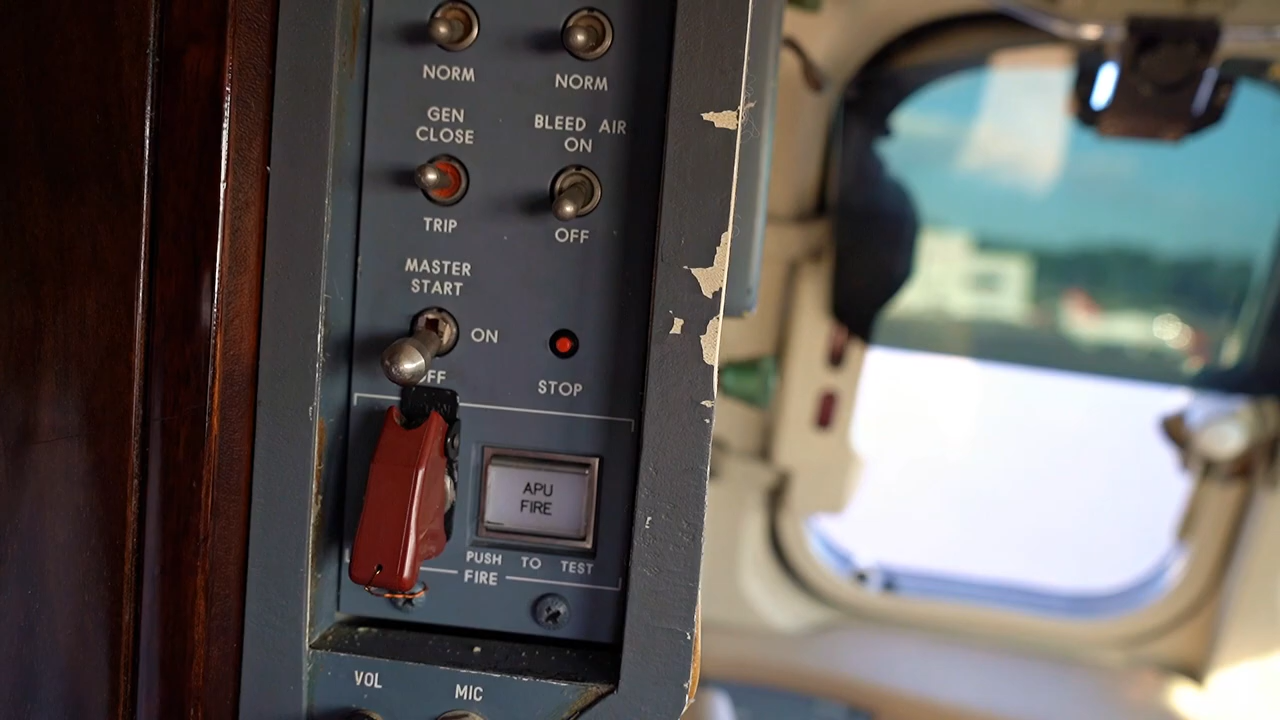 NORM
NORM
GEN
CLOSE
BLEED AIR
ON
TRIP
OFF
MASTER
START
ON
OFF
STOP
APU
FIRE
PUSH TO TEST
FIRE
VOL
MIC